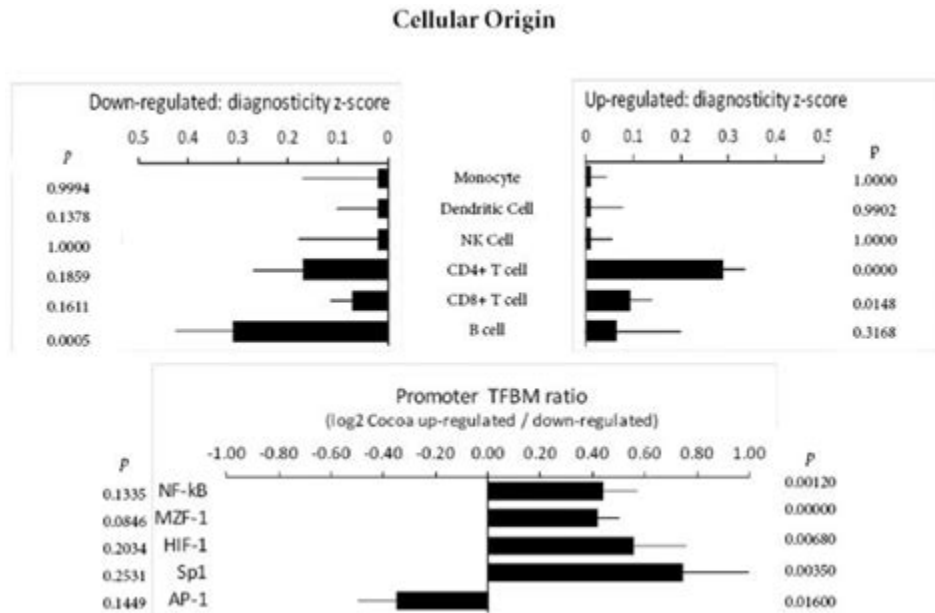 Cellular Origin
Down-regulated: diagnosticity z-score
0.5 0.4 0.3 0.2 0.1 0
P
0.9994
0.1378
1.0000
0.1859
0.1611
0.0005
Monocyte
Dendritic Cell
NK Cell
CD4+ T cell
CD8+ T cell
B cell
Up-regulated: diagnosticity z-score
0 0.1 0.2 0.3 0.4 0.5
P
1.0000
0.9902
1.0000
0.0000
0.0148
0.3168
Promoter TFBM ratio
(log2 Cocoa up-regulated / down-regulated)
-1.00 -0.80 -0.60 -0.40 -0.20 0.00 0.20 0.40 0.60 0.80 1.00
P P
0.1335 NF-kB 0.00120
0.0846 MZF-1 0.00000
0.2034 HIF-1 0.00680
0.2531 Sp1 0.00350
0.1449 AP-1 0.01600